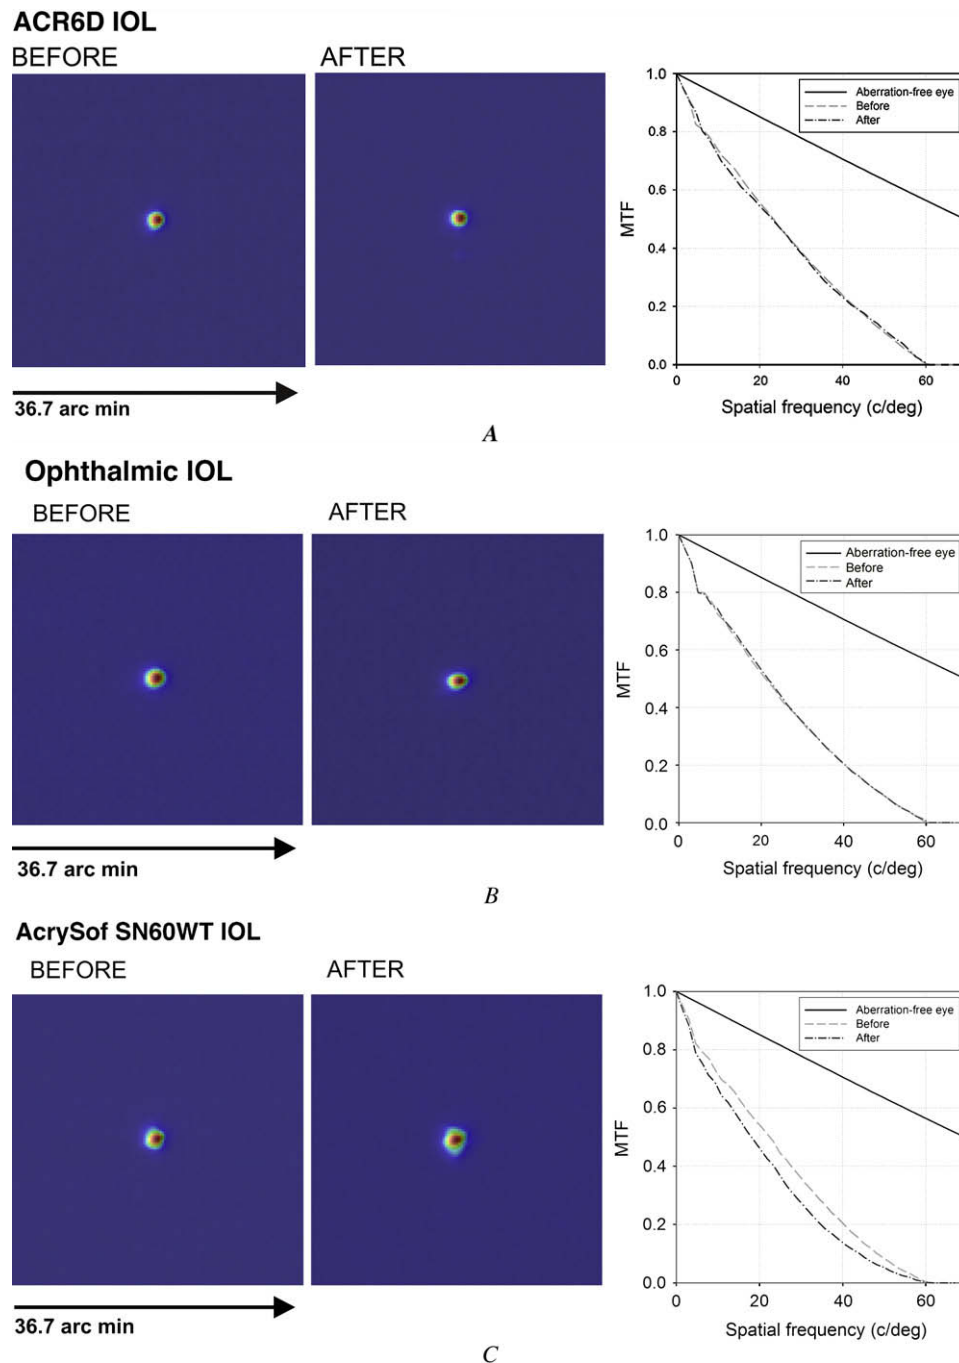 ACR6D IOL
BEFORE AFTER
1.0
0.8
0.6
0.4
0.2
0.0
MTF
Aberration-free eye
Before
After
0 20 40 60
Spatial frequency (c/deg)
36.7 arc min
A
Ophthalmic IOL
BEFORE AFTER
1.0
0.8
0.6
0.4
0.2
0.0
MTF
Aberration-free eye
Before
After
0 20 40 60
Spatial frequency (c/deg)
36.7 arc min
B
AcrySof SN60WT IOL
BEFORE AFTER
1.0
0.8
0.6
0.4
0.2
0.0
MTF
Aberration-free eye
Before
After
0 20 40 60
Spatial frequency (c/deg)
36.7 arc min
C